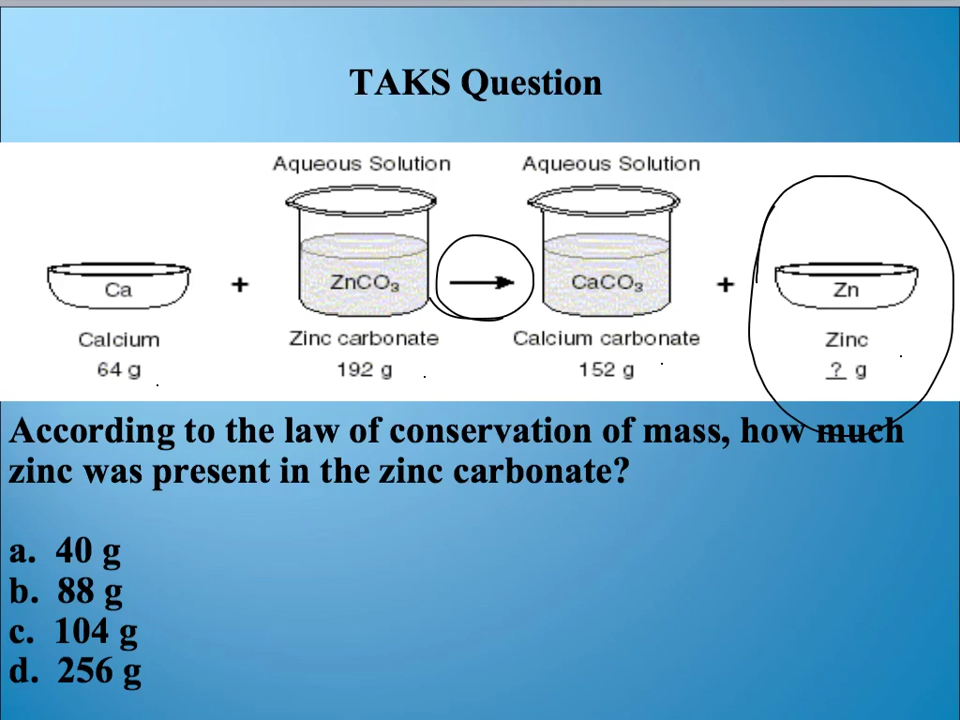 TAKS Question
Aqueous Solution Aqueous Solution
Ca + ZnCO₃ → CaCO₃ + Zn
Calcium Zinc carbonate Calcium carbonate Zinc
64 g 192 g 152 g ? g
According to the law of conservation of mass, how much
zinc was present in the zinc carbonate?
a. 40 g
b. 88 g
c. 104 g
d. 256 g